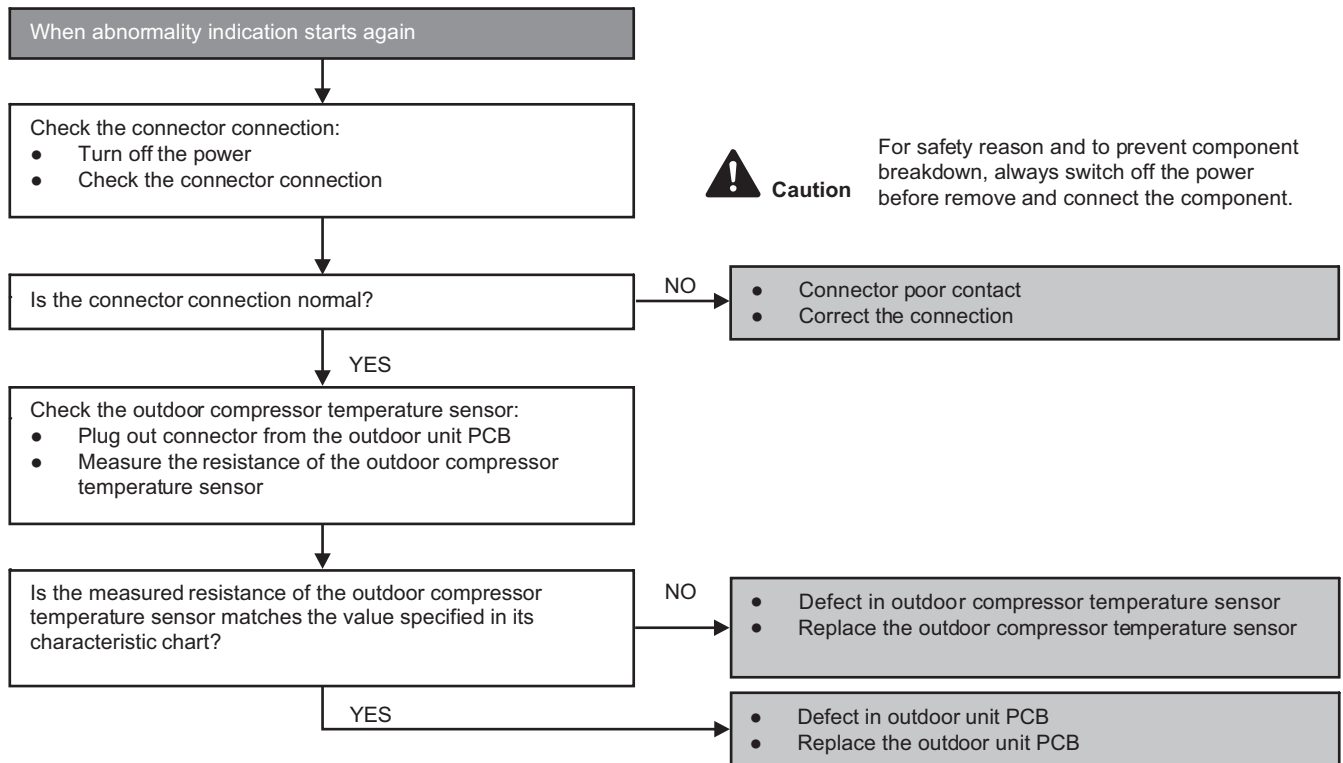 When abnormality indication starts again
Check the connector connection:
● Turn off the power
● Check the connector connection
Caution
For safety reason and to prevent component
breakdown, always switch off the power
before remove and connect the component.
Is the connector connection normal?
NO
● Connector poor contact
● Correct the connection
YES
Check the outdoor compressor temperature sensor:
● Plug out connector from the outdoor unit PCB
● Measure the resistance of the outdoor compressor
temperature sensor
Is the measured resistance of the outdoor compressor
temperature sensor matches the value specified in its
characteristic chart?
NO
● Defect in outdoor compressor temperature sensor
● Replace the outdoor compressor temperature sensor
YES
● Defect in outdoor unit PCB
● Replace the outdoor unit PCB